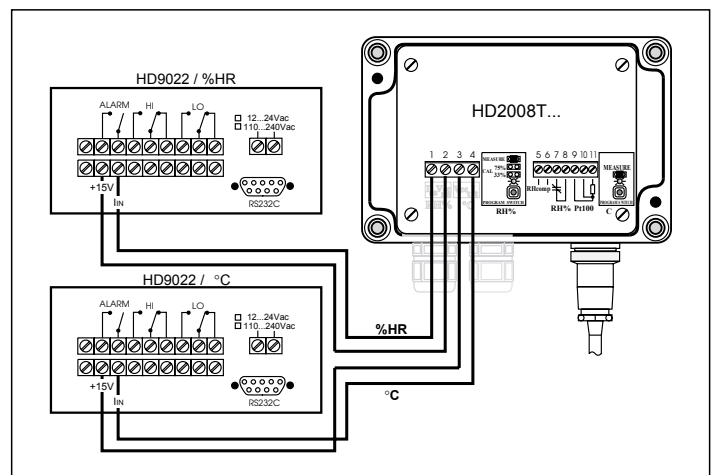 HD9022 / %HR
ALARM HI LO
12...24Vac
110...240Vac
+15V
IIN
RS232C
HD2008T...
1 2 3 4
MEASURE
75%
CAL
33%
PROGRAM SWITCH
RH%
5 6 7 8 9 10 11
RHcomp
RH% Pt100
MEASURE
PROGRAM SWITCH
C
HD9022 / °C
ALARM HI LO
12...24Vac
110...240Vac
+15V
IIN
RS232C
%HR
°C